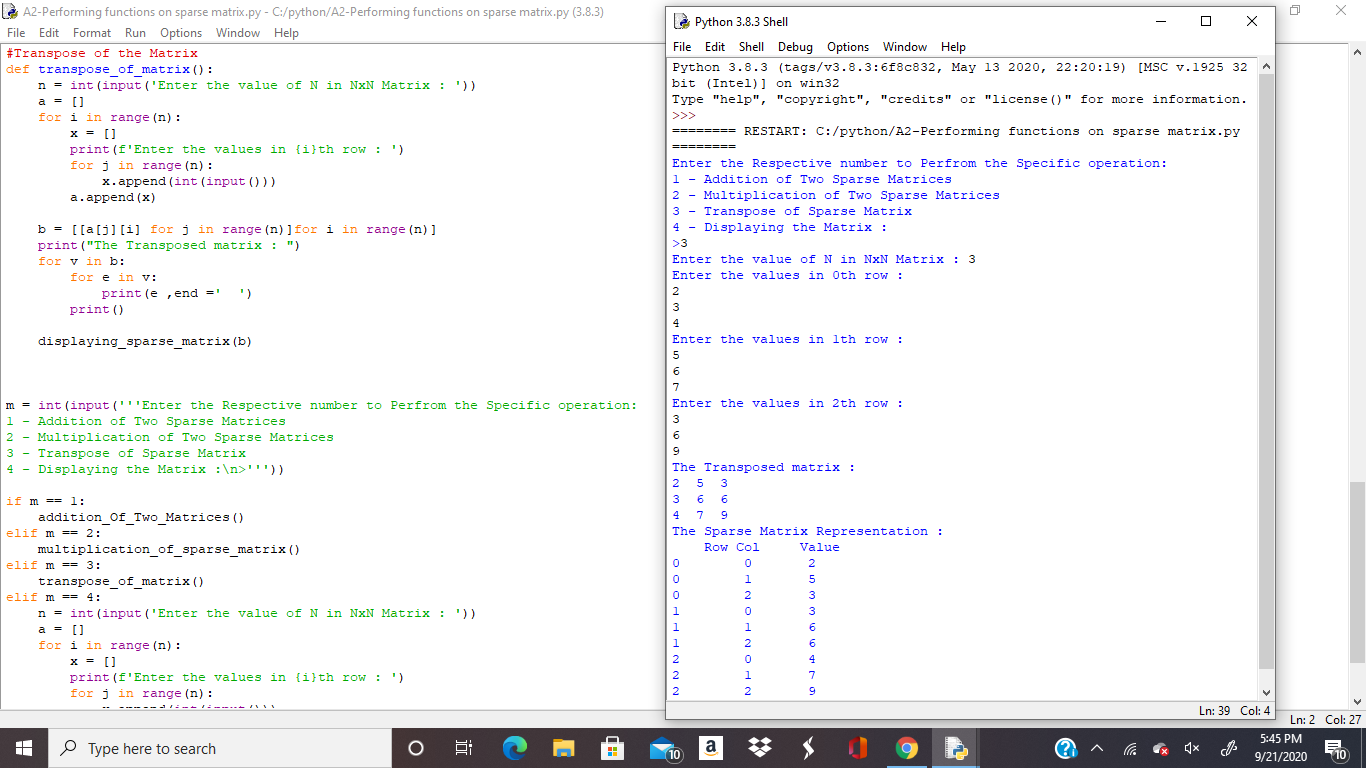 A2-Performing functions on sparse matrix.py - C:/python/A2-Performing functions on sparse matrix.py (3.8.3)
File Edit Format Run Options Window Help
#Transpose of the Matrix
def transpose_of_matrix():
    n = int(input('Enter the value of N in NxN Matrix : '))
    a = []
    for i in range(n):
        x = []
        print(f'Enter the values in {i}th row : ')
        for j in range(n):
            x.append(int(input()))
        a.append(x)
    b = [[a[j][i] for j in range(n)]for i in range(n)]
    print("The Transposed matrix : ")
    for v in b:
        for e in v:
            print(e ,end ='  ')
        print()
    displaying_sparse_matrix(b)
m = int(input('''Enter the Respective number to Perfrom the Specific operation:
1 - Addition of Two Sparse Matrices
2 - Multiplication of Two Sparse Matrices
3 - Transpose of Sparse Matrix
4 - Displaying the Matrix :\n>'''))
if m == 1:
    addition_Of_Two_Matrices()
elif m == 2:
    multiplication_of_sparse_matrix()
elif m == 3:
    transpose_of_matrix()
elif m == 4:
    n = int(input('Enter the value of N in NxN Matrix : '))
    a = []
    for i in range(n):
        x = []
        print(f'Enter the values in {i}th row : ')
        for j in range(n):
            x.append(int(input()))
Ln: 2 Col: 27
Python 3.8.3 Shell
File Edit Shell Debug Options Window Help
Python 3.8.3 (tags/v3.8.3:6f8c832, May 13 2020, 22:20:19) [MSC v.1925 32
bit (Intel)] on win32
Type "help", "copyright", "credits" or "license()" for more information.
>>>
======== RESTART: C:/python/A2-Performing functions on sparse matrix.py
========
Enter the Respective number to Perfrom the Specific operation:
1 - Addition of Two Sparse Matrices
2 - Multiplication of Two Sparse Matrices
3 - Transpose of Sparse Matrix
4 - Displaying the Matrix :
>3
Enter the value of N in NxN Matrix : 3
Enter the values in 0th row :
2
3
4
Enter the values in 1th row :
5
6
7
Enter the values in 2th row :
3
6
9
The Transposed matrix :
2  5  3
3  6  6
4  7  9
The Sparse Matrix Representation :
    Row Col     Value
0        0       2
0        1       5
0        2       3
1        0       3
1        1       6
1        2       6
2        0       4
2        1       7
2        2       9
Ln: 39 Col: 4
Type here to search
10
a
5:45 PM
9/21/2020
10